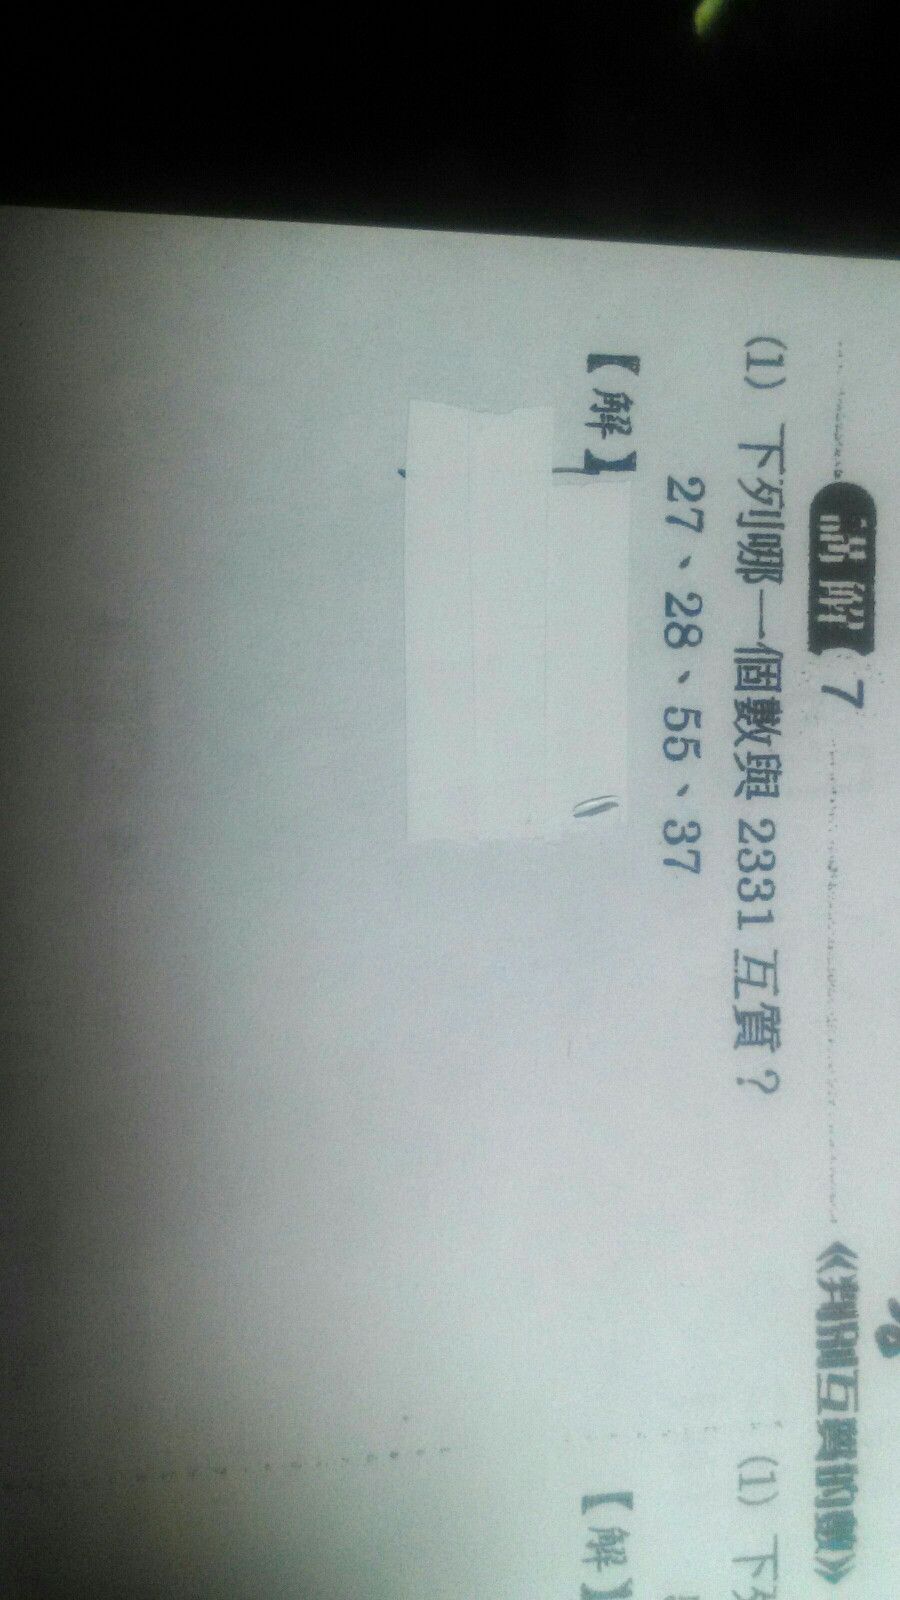 7
《判別互質的數》
(1) 下列哪一個數與 2331 互質？
27、28、55、37
【解】
(1) 下列
【解】